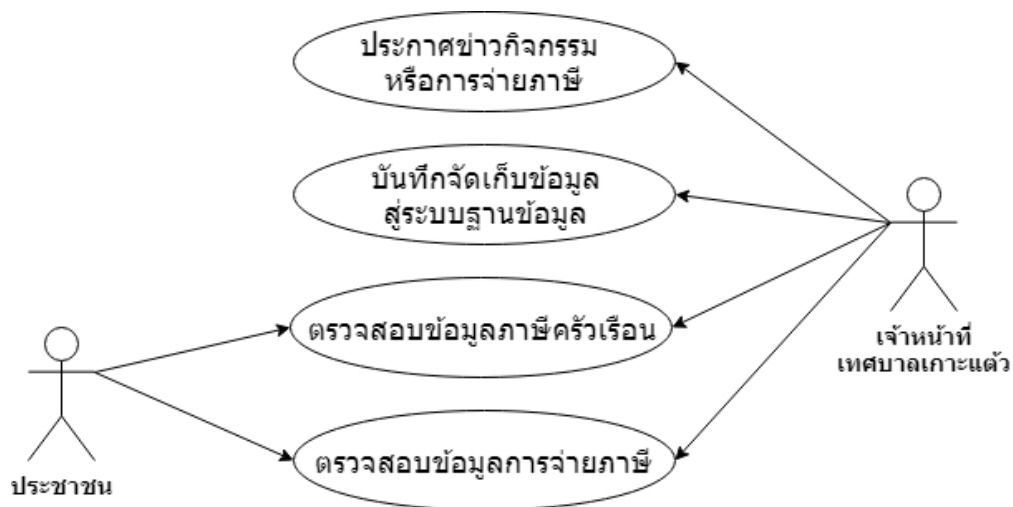 ประกาศข่าวกิจกรรม
หรือการจ่ายภาษี
บันทึกจัดเก็บข้อมูล
สู่ระบบฐานข้อมูล
ตรวจสอบข้อมูลภาษีครัวเรือน
เจ้าหน้าที่
เทศบาลเกาะแต้ว
ตรวจสอบข้อมูลการจ่ายภาษี
ประชาชน